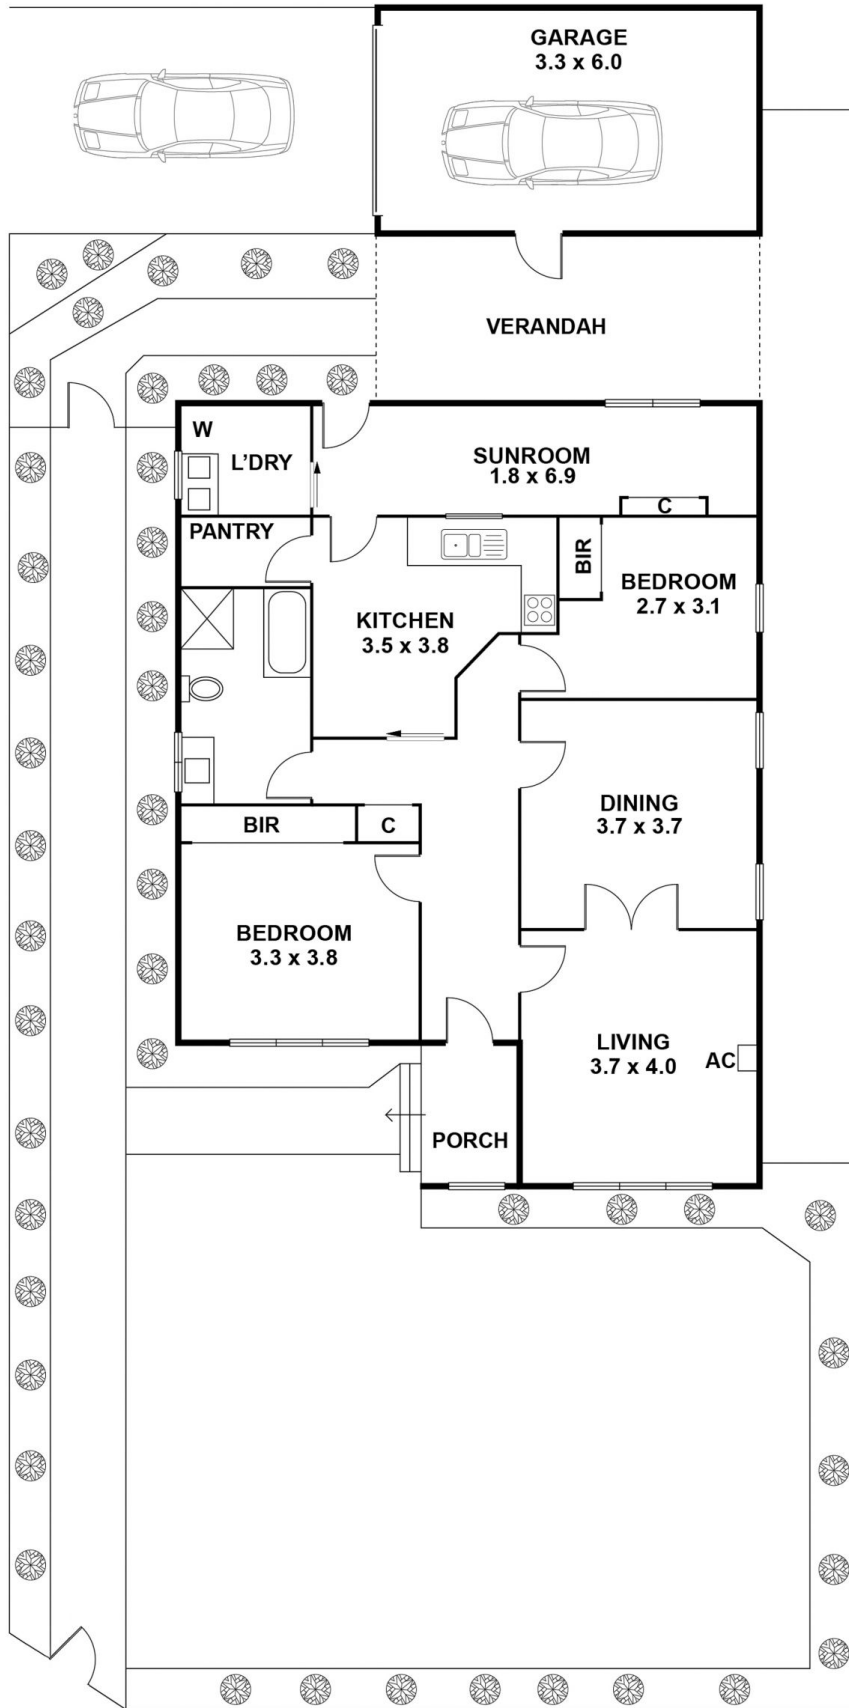 GARAGE
3.3 x 6.0
VERANDAH
W
L'DRY
SUNROOM
1.8 x 6.9
C
PANTRY
BIR
BEDROOM
2.7 x 3.1
KITCHEN
3.5 x 3.8
DINING
3.7 x 3.7
BIR
C
BEDROOM
3.3 x 3.8
LIVING
3.7 x 4.0
AC
PORCH